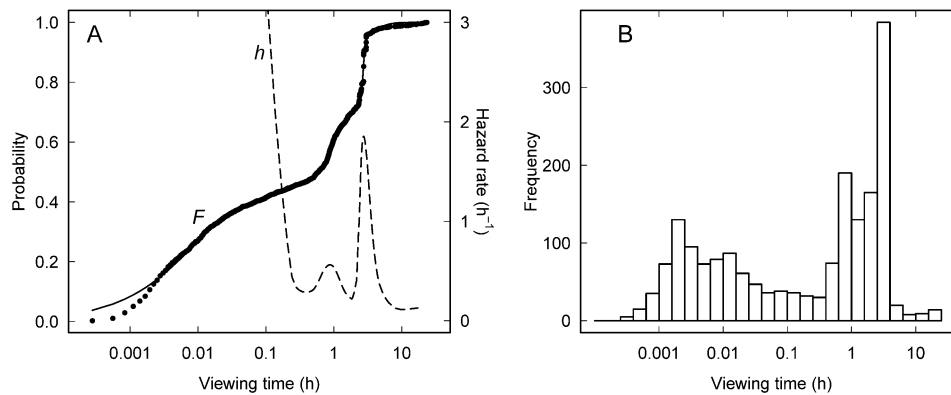 A
B
h
F
1.0
0.8
0.6
0.4
0.2
0.0
Probability
3
2
1
0
Hazard rate (h⁻¹)
0.001
0.01
0.1
1
10
Viewing time (h)
300
200
100
0
Frequency
0.001
0.01
0.1
1
10
Viewing time (h)